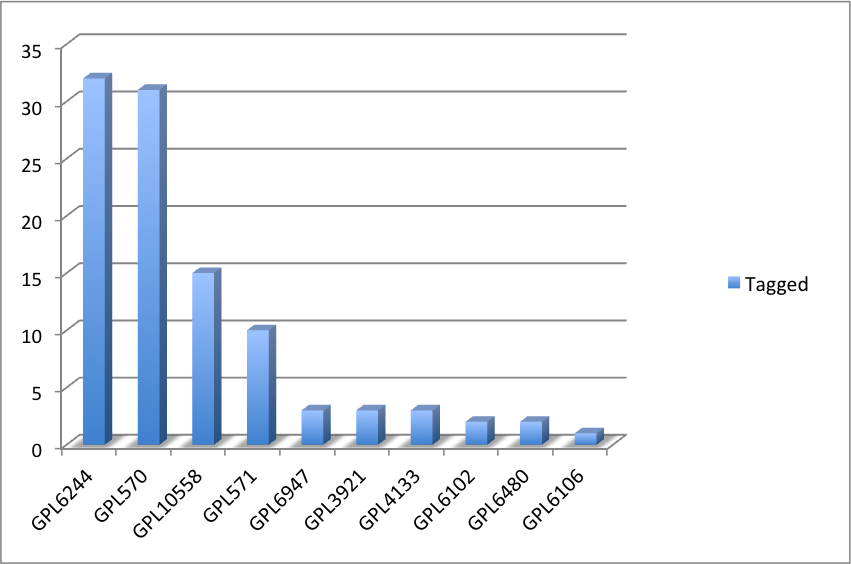 35
30
25
20
15
10
5
0
GPL6244
GPL570
GPL10558
GPL571
GPL6947
GPL3921
GPL4133
GPL6102
GPL6480
GPL6106
Tagged